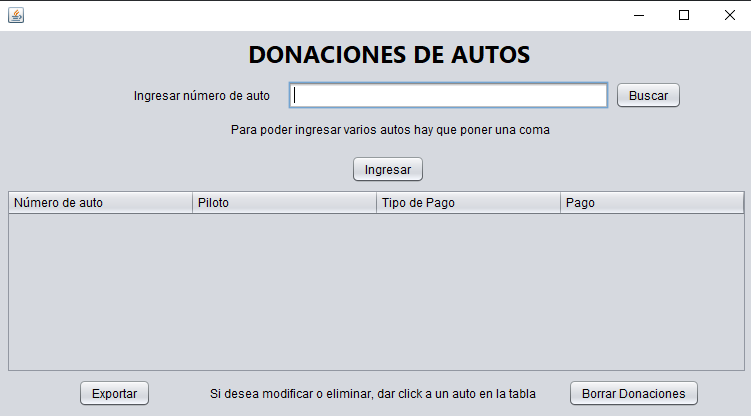 DONACIONES DE AUTOS
Ingresar número de auto Buscar
Para poder ingresar varios autos hay que poner una coma
Ingresar
Número de auto Piloto Tipo de Pago Pago
Exportar Si desea modificar o eliminar, dar click a un auto en la tabla Borrar Donaciones